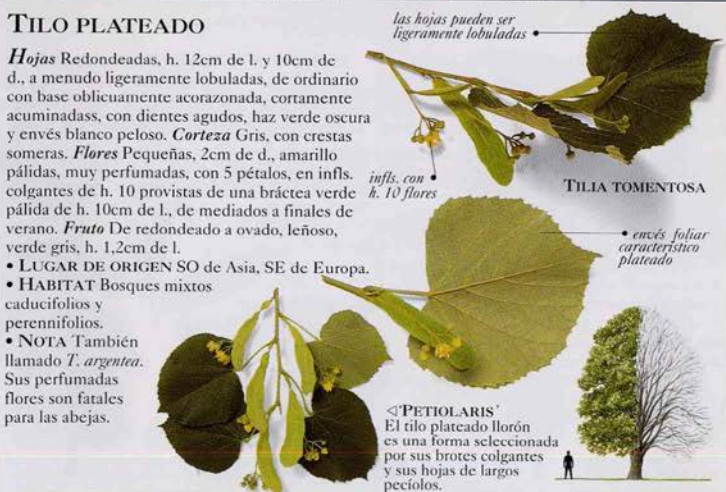 TILO PLATEADO
Hojas Redondeadas, h. 12cm de l. y 10cm de
d., a menudo ligeramente lobuladas, de ordinario
con base oblicuamente acorazonada, cortamente
acuminadass, con dientes agudos, haz verde oscura
y envés blanco peloso. Corteza Gris, con crestas
someras. Flores Pequeñas, 2cm de d., amarillo
pálidas, muy perfumadas, con 5 pétalos, en infls.
colgantes de h. 10 provistas de una bráctea verde
pálida de h. 10cm de l., de mediados a finales de
verano. Fruto De redondeado a ovado, leñoso,
verde gris, h. 1,2cm de l.
• LUGAR DE ORIGEN SO de Asia, SE de Europa.
• HABITAT Bosques mixtos
caducifolios y
perennifolios.
• NOTA También
llamado T. argentea.
Sus perfumadas
flores son fatales
para las abejas.
las hojas pueden ser
ligeramente lobuladas •
infls. con •
h. 10 flores
TILIA TOMENTOSA
• envés foliar
característico
plateado
◁'PETIOLARIS'
El tilo plateado llorón
es una forma seleccionada
por sus brotes colgantes
y sus hojas de largos
pecíolos.